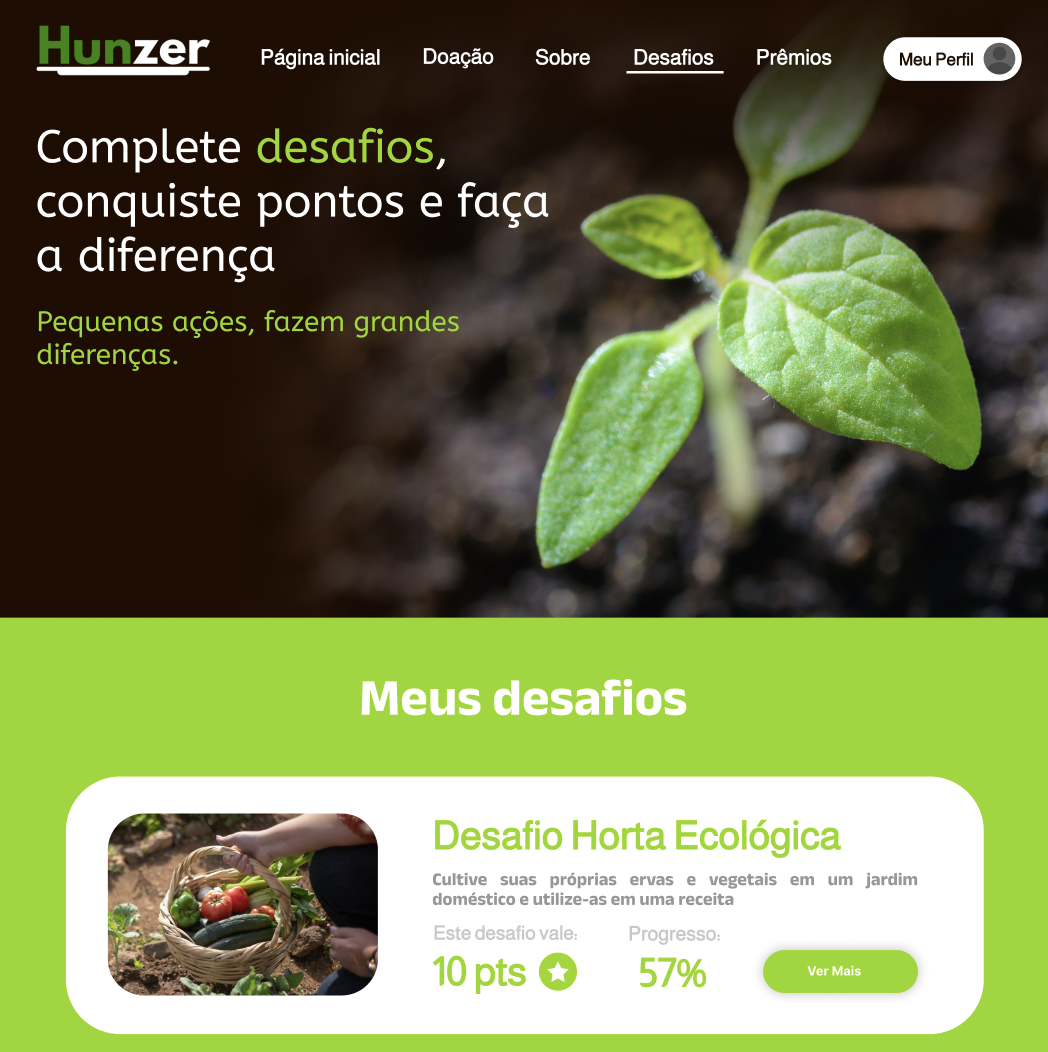 Hunzer
Página inicial Doação Sobre Desafios Prêmios Meu Perfil
Complete desafios,
conquiste pontos e faça
a diferença
Pequenas ações, fazem grandes
diferenças.
Meus desafios
Desafio Horta Ecológica
Cultive suas próprias ervas e vegetais em um jardim
doméstico e utilize-as em uma receita
Este desafio vale: Progresso:
10 pts 57% Ver Mais